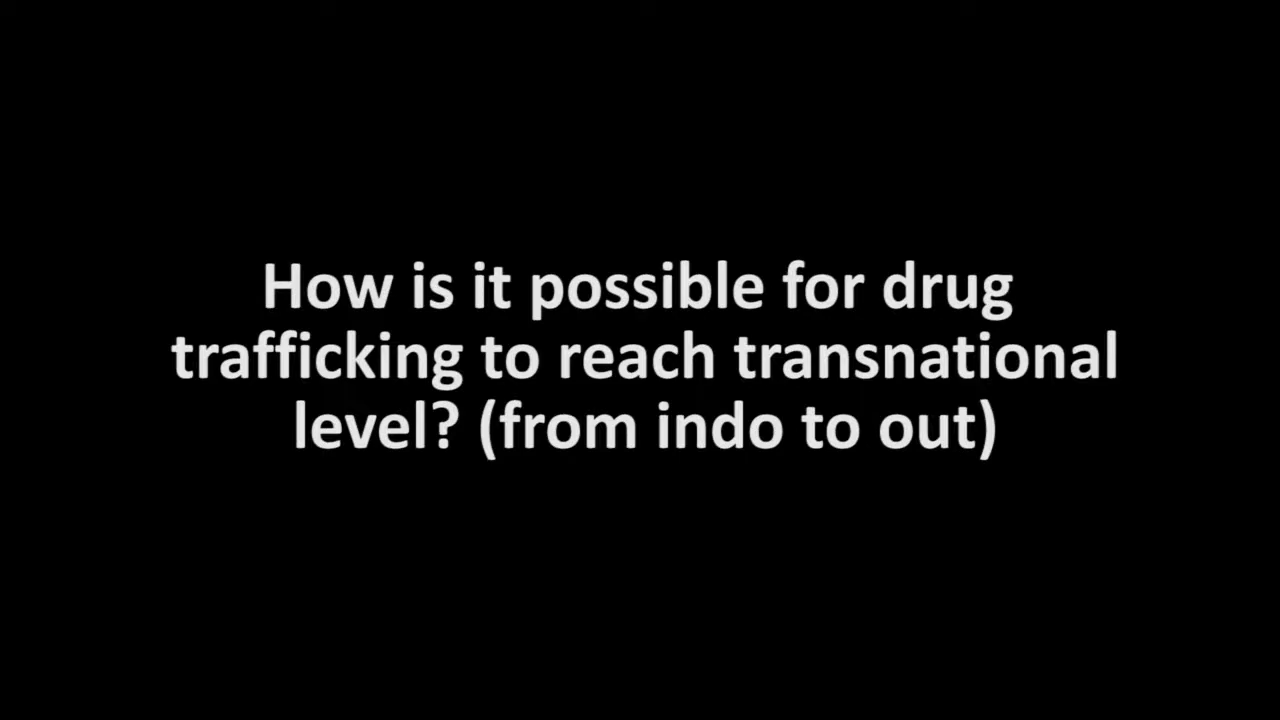 How is it possible for drug
trafficking to reach transnational
level? (from indo to out)